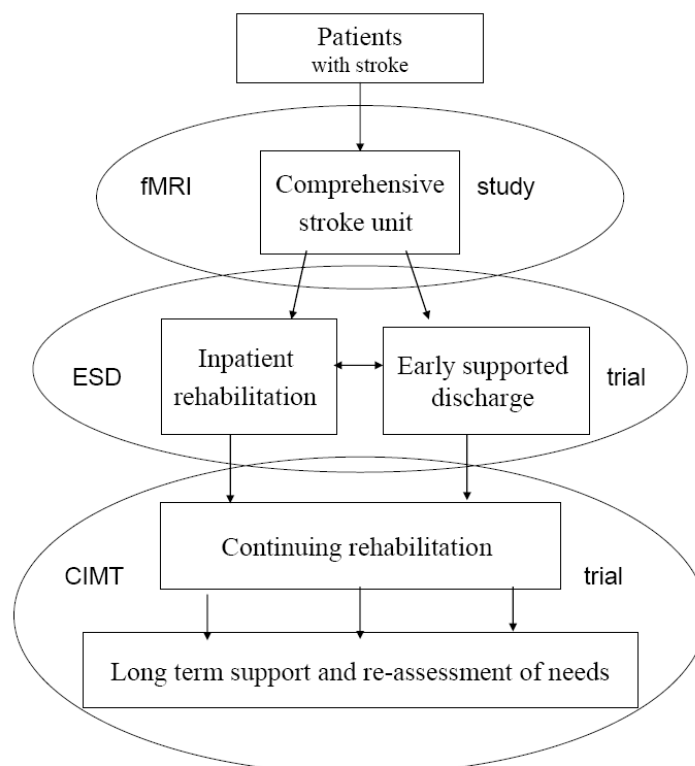 Patients
with stroke
fMRI
Comprehensive
stroke unit
study
ESD
Inpatient
rehabilitation
Early supported
discharge
trial
Continuing rehabilitation
CIMT
trial
Long term support and re-assessment of needs